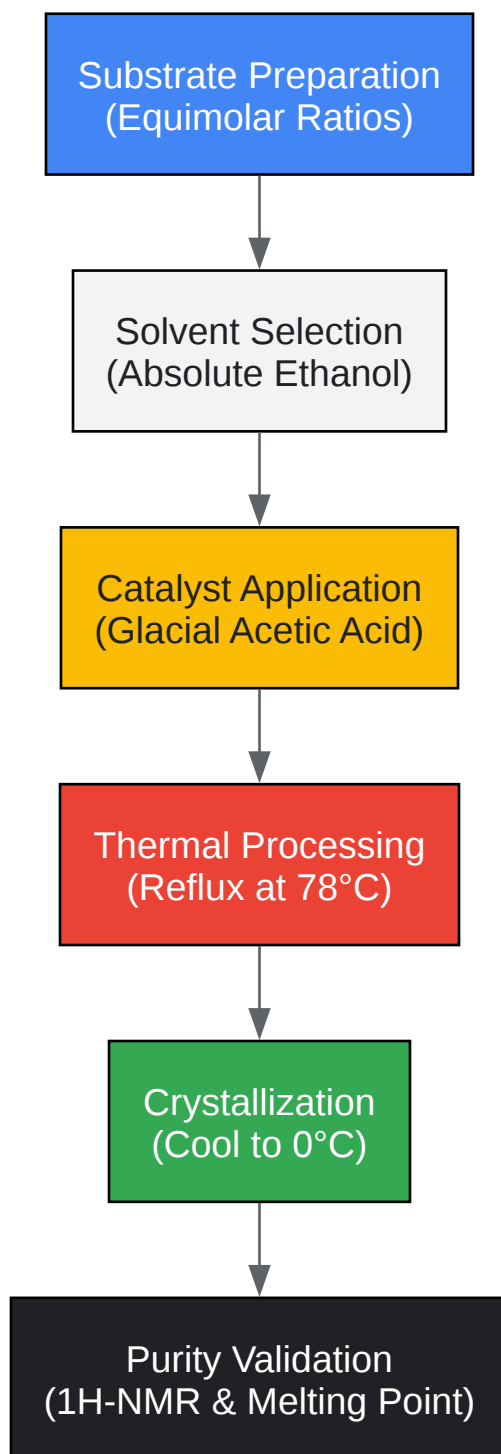 Substrate Preparation
(Equimolar Ratios)
Solvent Selection
(Absolute Ethanol)
Catalyst Application
(Glacial Acetic Acid)
Thermal Processing
(Reflux at 78°C)
Crystallization
(Cool to 0°C)
Purity Validation
(1H-NMR & Melting Point)